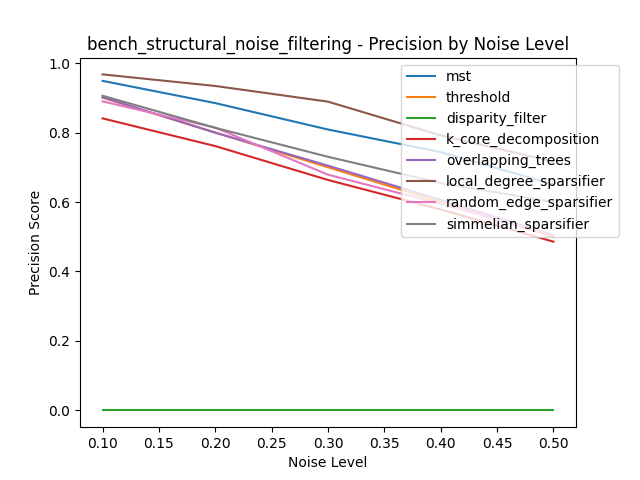 bench_structural_noise_filtering - Precision by Noise Level
1.0
0.8
0.6
0.4
0.2
0.0
Precision Score
mst
threshold
disparity_filter
k_core_decomposition
overlapping_trees
local_degree_sparsifier
random_edge_sparsifier
simmelian_sparsifier
0.10 0.15 0.20 0.25 0.30 0.35 0.40 0.45 0.50
Noise Level